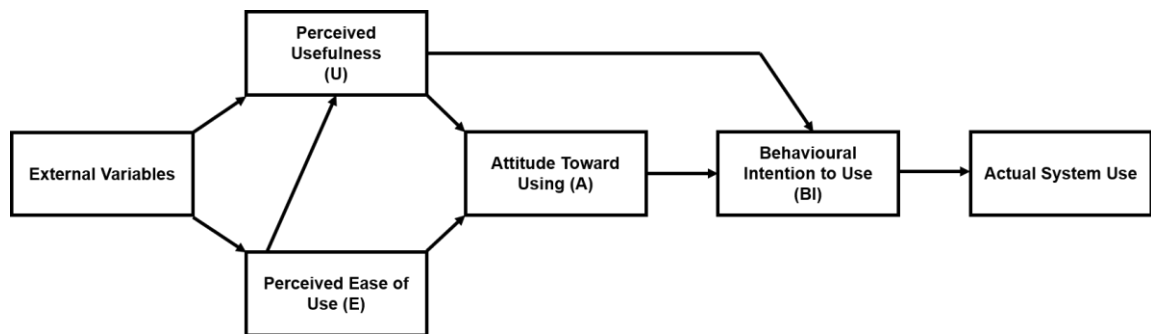 Perceived
Usefulness
(U)
External Variables
Perceived Ease of
Use (E)
Attitude Toward
Using (A)
Behavioural
Intention to Use
(BI)
Actual System Use